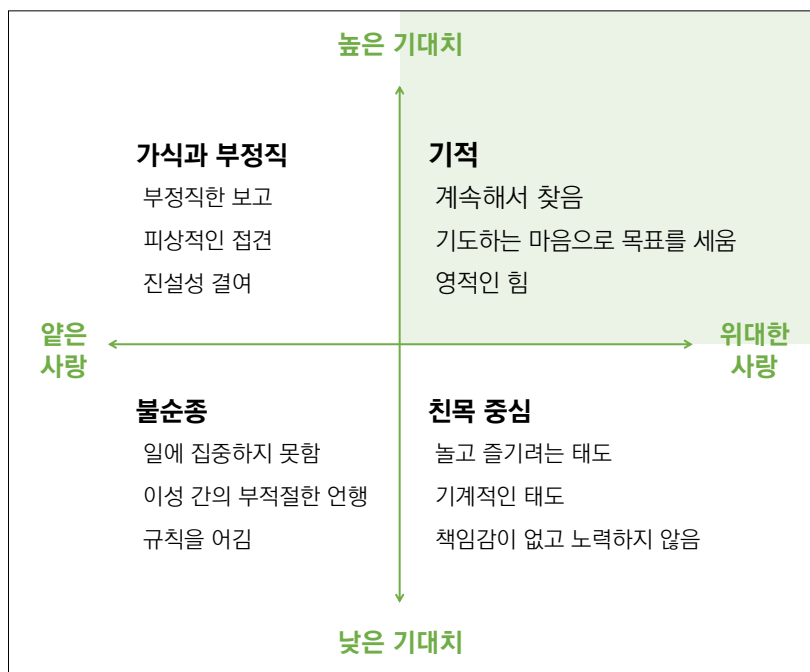 높은 기대치
가식과 부정직
부정직한 보고
피상적인 접견
진설성 결여
기적
계속해서 찾음
기도하는 마음으로 목표를 세움
영적인 힘
얕은
사랑
위대한
사랑
불순종
일에 집중하지 못함
이성 간의 부적절한 언행
규칙을 어김
친목 중심
놀고 즐기려는 태도
기계적인 태도
책임감이 없고 노력하지 않음
낮은 기대치